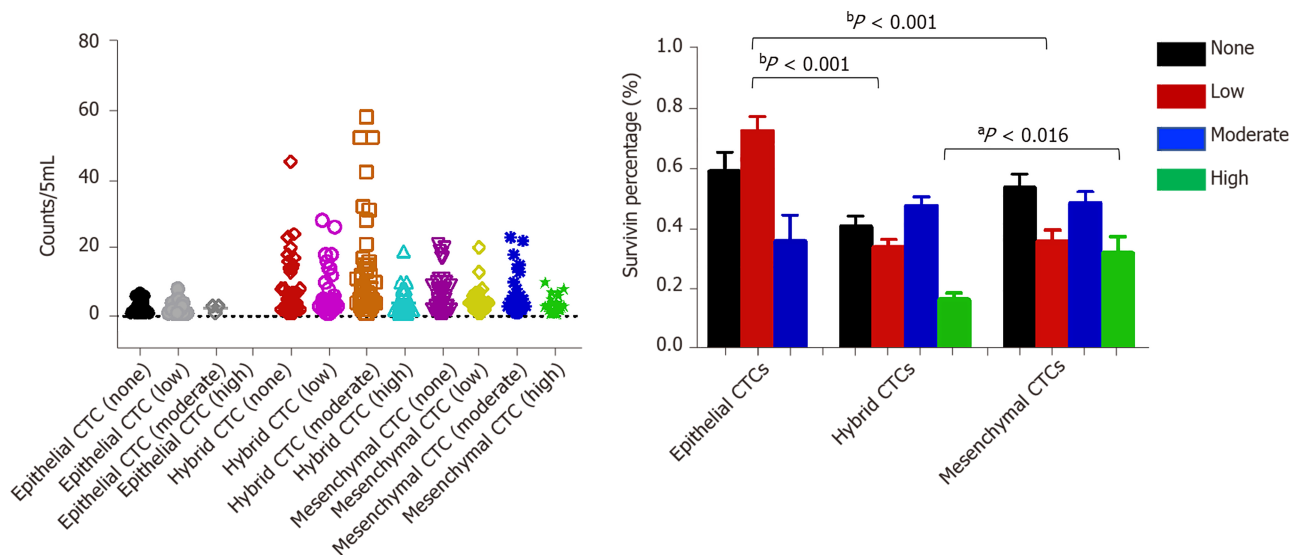 80
60
40
20
0
Counts/5mL
Epithelial CTC (none)
Epithelial CTC (low)
Epithelial CTC (moderate)
Epithelial CTC (high)
Hybrid CTC (none)
Hybrid CTC (low)
Hybrid CTC (moderate)
Hybrid CTC (high)
Mesenchymal CTC (none)
Mesenchymal CTC (low)
Mesenchymal CTC (moderate)
Mesenchymal CTC (high)
ᵇP < 0.001
ᵇP < 0.001
ᵃP < 0.016
1.0
0.8
0.6
0.4
0.2
0.0
Survivin percentage (%)
Epithelial CTCs
Hybrid CTCs
Mesenchymal CTCs
None
Low
Moderate
High